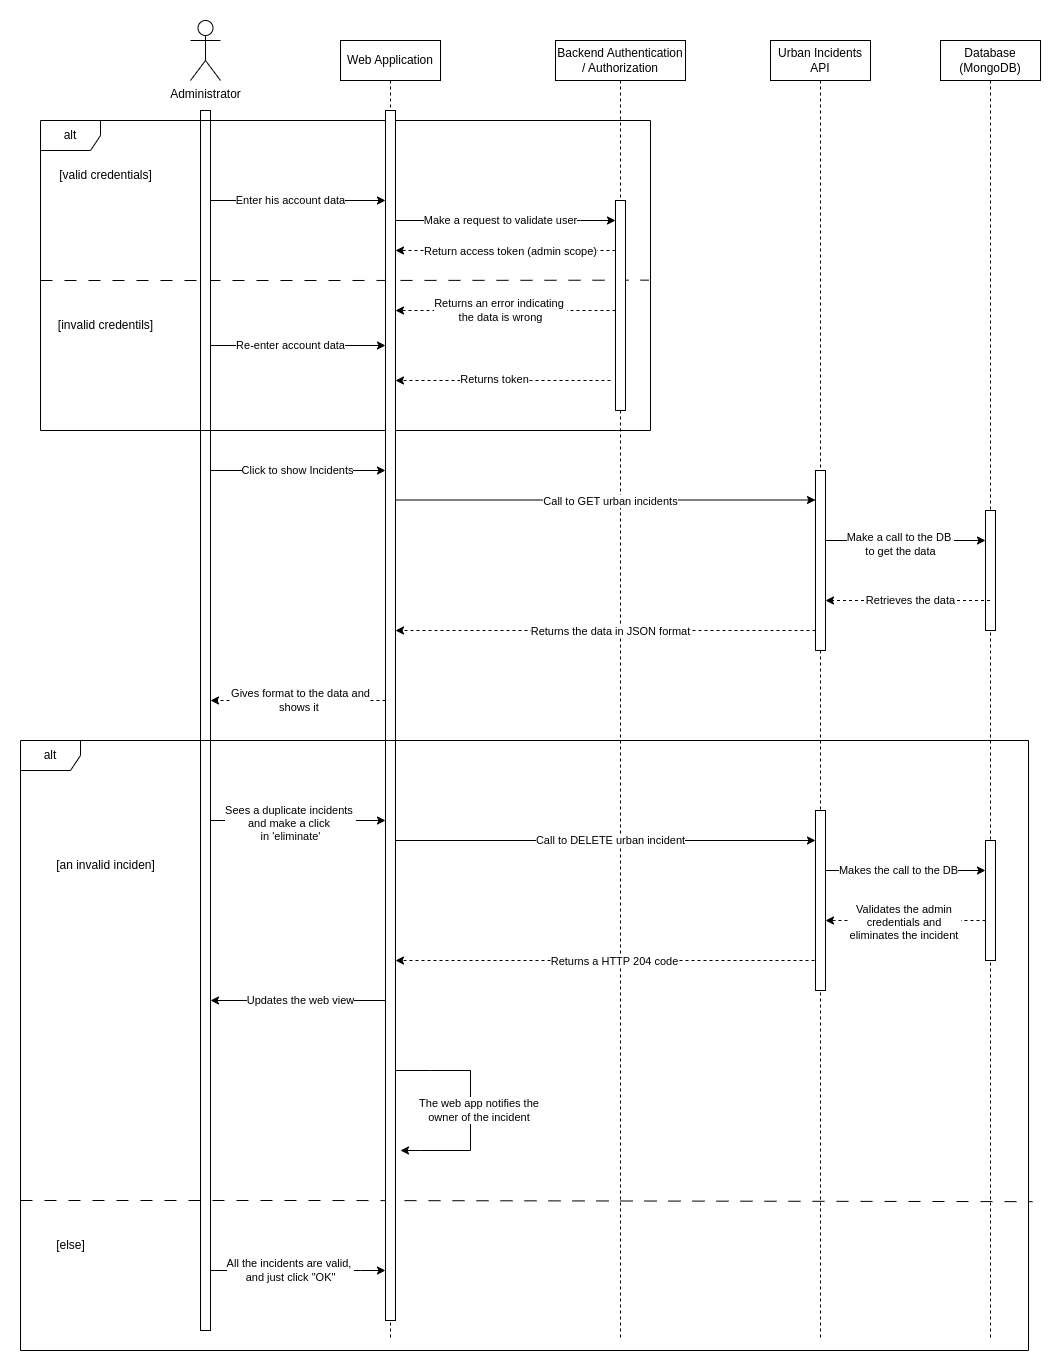 Administrator
Web Application
Backend Authentication
/ Authorization
Urban Incidents
API
Database
(MongoDB)
alt
[valid credentials]
Enter his account data
Make a request to validate user
Return access token (admin scope)
[invalid credentils]
Returns an error indicating
the data is wrong
Re-enter account data
Returns token
Click to show Incidents
Call to GET urban incidents
Make a call to the DB
to get the data
Retrieves the data
Returns the data in JSON format
Gives format to the data and
shows it
alt
Sees a duplicate incidents
and make a click
in 'eliminate'
Call to DELETE urban incident
[an invalid inciden]
Makes the call to the DB
Validates the admin
credentials and
eliminates the incident
Returns a HTTP 204 code
Updates the web view
The web app notifies the
owner of the incident
[else]
All the incidents are valid,
and just click "OK"